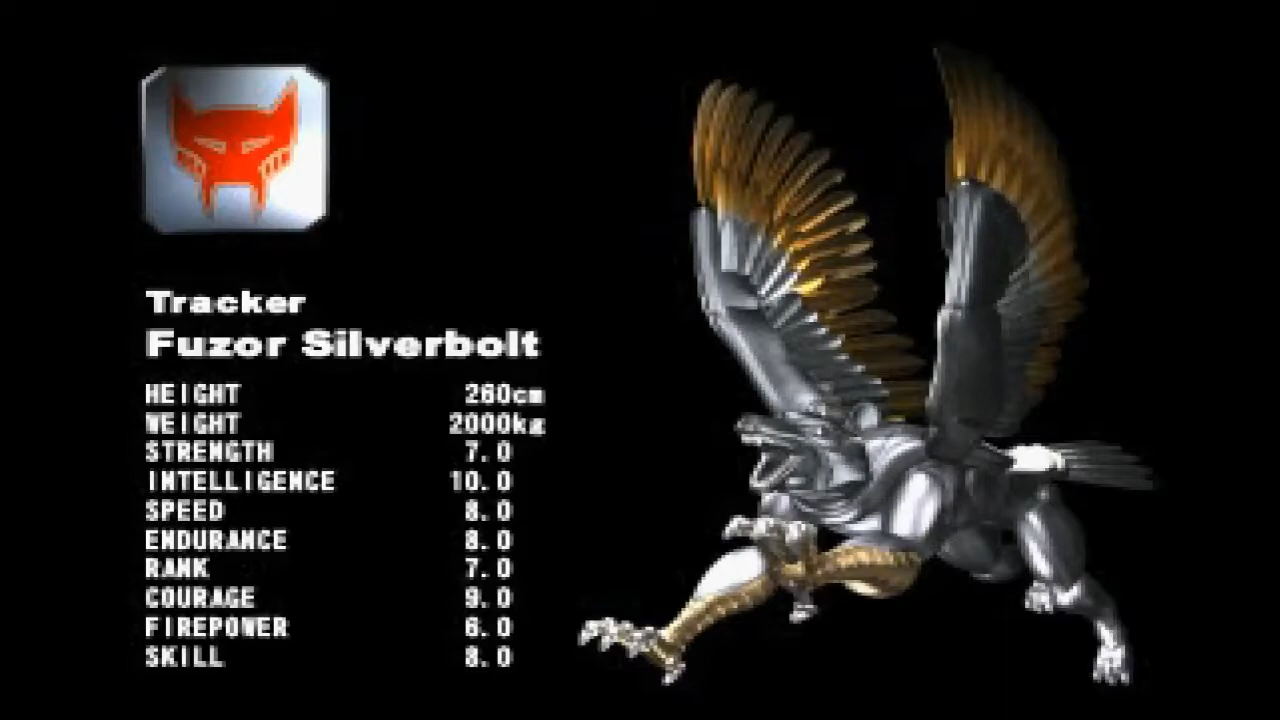 Tracker
Fuzor Silverbolt
HEIGHT 260cm
WEIGHT 2000kg
STRENGTH 7.0
INTELLIGENCE 10.0
SPEED 8.0
ENDURANCE 8.0
RANK 7.0
COURAGE 9.0
FIREPOWER 6.0
SKILL 8.0